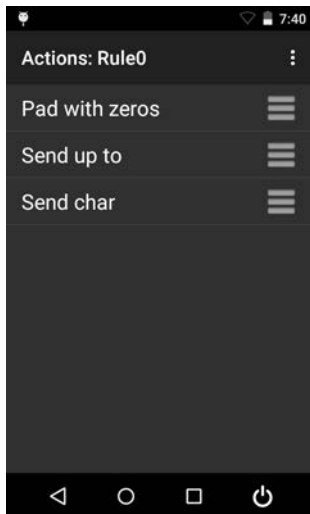 7:40
Actions: Rule0
Pad with zeros
Send up to
Send char